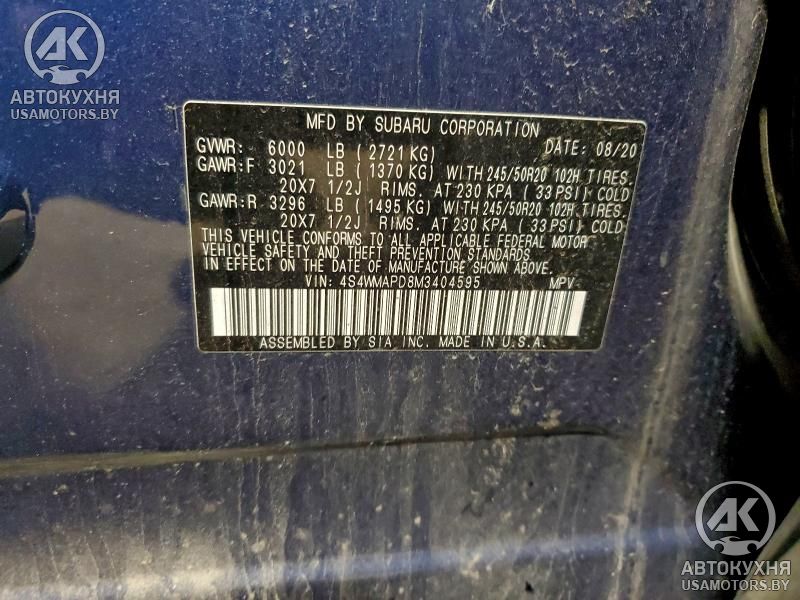 AK
АВТОКУХНЯ
USAMOTORS.BY
MFD BY SUBARU CORPORATION DATE: 08/20
GVWR: 6000 LB (2721 KG)
GAWR:F 3021 LB (1370 KG) WITH 245/50R20 102H TIRES.
20X7 1/2J RIMS. AT 230 KPA (33 PSI) COLD
GAWR:R 3296 LB (1495 KG) WITH 245/50R20 102H TIRES.
20X7 1/2J RIMS. AT 230 KPA (33 PSI) COLD
THIS VEHICLE CONFORMS TO ALL APPLICABLE FEDERAL MOTOR
VEHICLE SAFETY AND THEFT PREVENTION STANDARDS
IN EFFECT ON THE DATE OF MANUFACTURE SHOWN ABOVE.
VIN: 4S4WMAPD8M3404595 MPV
ASSEMBLED BY SIA INC. MADE IN U.S.A.
AK
АВТОКУХНЯ
USAMOTORS.BY